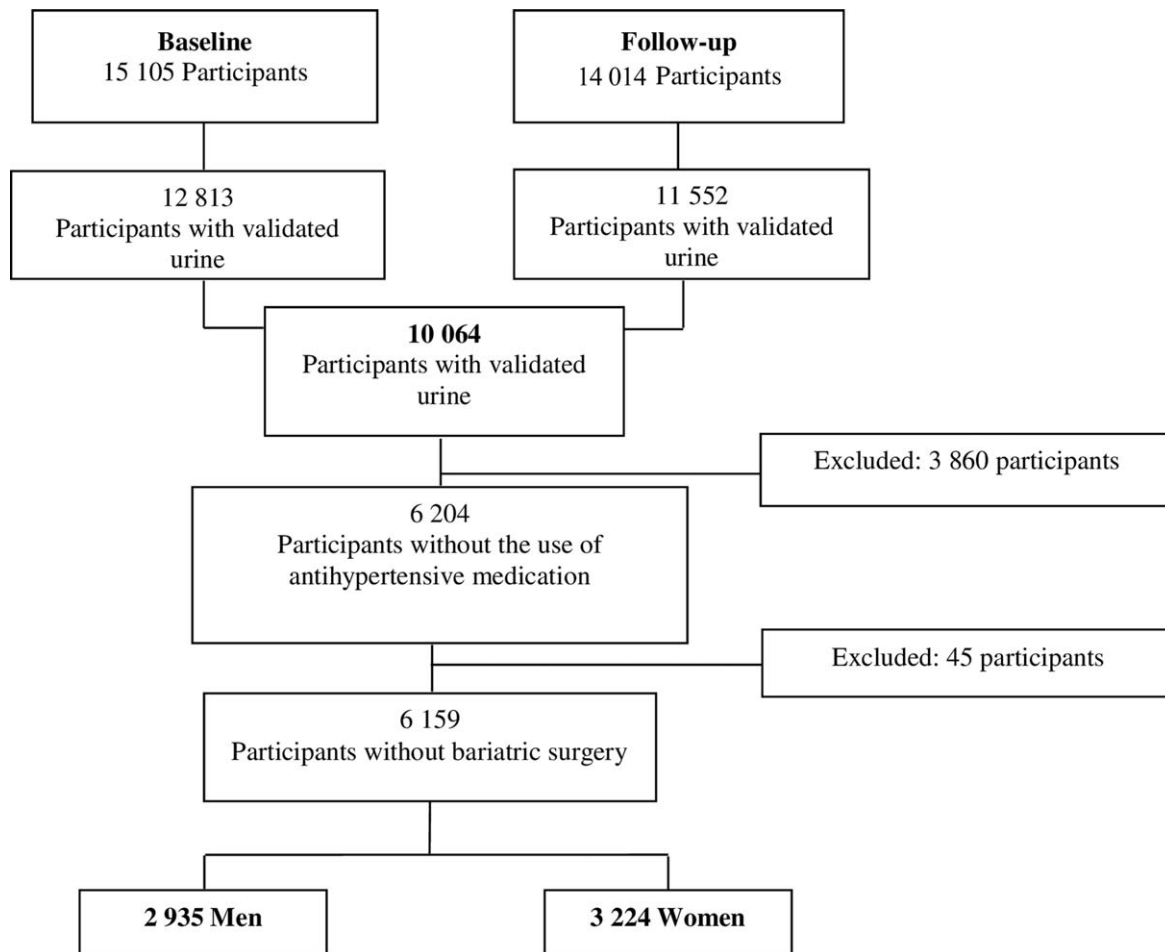 Baseline
15 105 Participants
Follow-up
14 014 Participants
12 813
Participants with validated
urine
11 552
Participants with validated
urine
10 064
Participants with validated
urine
Excluded: 3 860 participants
6 204
Participants without the use of
antihypertensive medication
Excluded: 45 participants
6 159
Participants without bariatric surgery
2 935 Men
3 224 Women